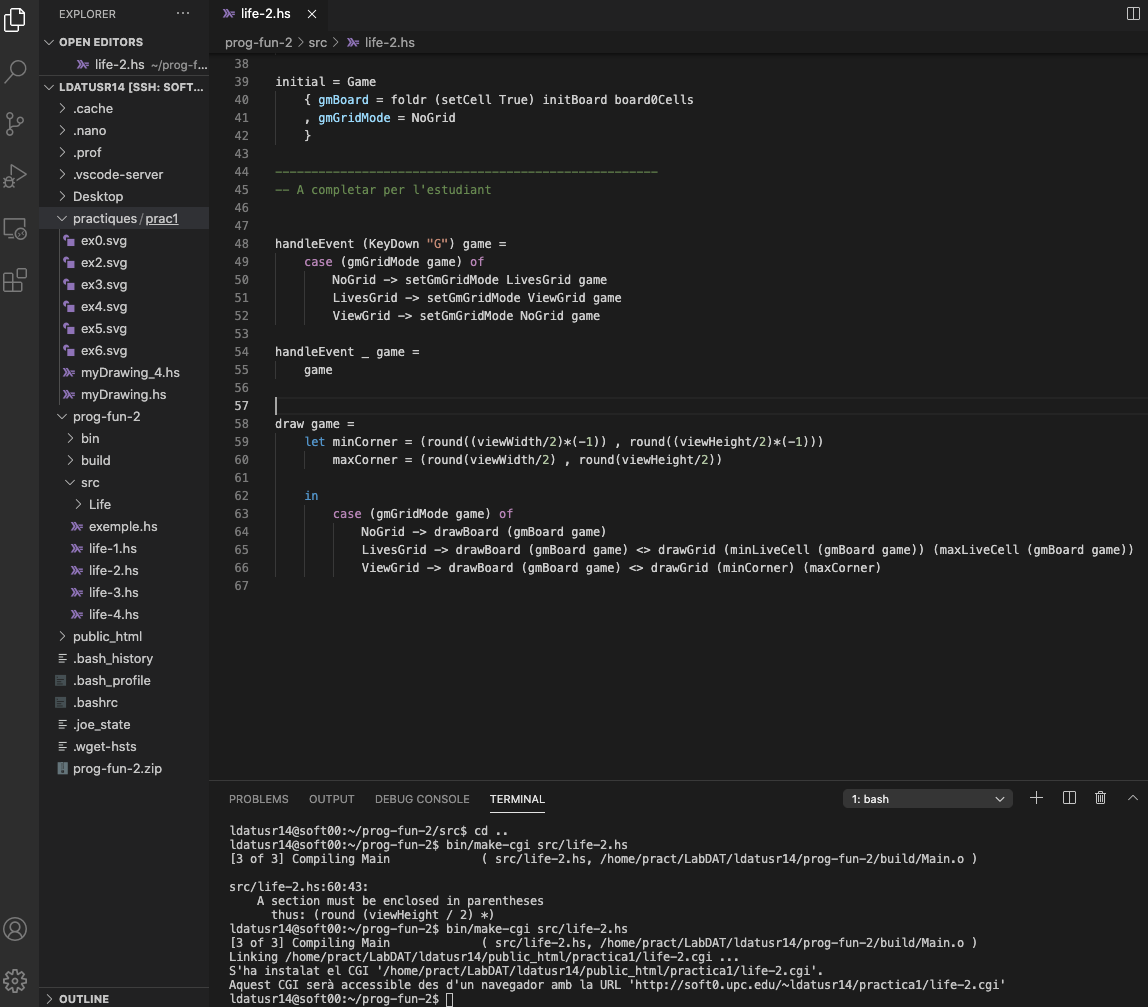 EXPLORER
···
OPEN EDITORS
life-2.hs ~/prog-f...
LDATUSR14 [SSH: SOFT...
.cache
.nano
.prof
.vscode-server
Desktop
practiques / prac1
ex0.svg
ex2.svg
ex3.svg
ex4.svg
ex5.svg
ex6.svg
myDrawing_4.hs
myDrawing.hs
prog-fun-2
bin
build
src
Life
exemple.hs
life-1.hs
life-2.hs
life-3.hs
life-4.hs
public_html
.bash_history
.bash_profile
.bashrc
.joe_state
.wget-hsts
prog-fun-2.zip
OUTLINE
life-2.hs
prog-fun-2 > src > life-2.hs
38
39 initial = Game
40 { gmBoard = foldr (setCell True) initBoard board0Cells
41 , gmGridMode = NoGrid
42 }
43
44 -----------------------------------------------------
45 -- A completar per l'estudiant
46
47
48 handleEvent (KeyDown "G") game =
49 case (gmGridMode game) of
50 NoGrid -> setGmGridMode LivesGrid game
51 LivesGrid -> setGmGridMode ViewGrid game
52 ViewGrid -> setGmGridMode NoGrid game
53
54 handleEvent _ game =
55 game
56
57
58 draw game =
59 let minCorner = (round((viewWidth/2)*(-1)) , round((viewHeight/2)*(-1)))
60 maxCorner = (round(viewWidth/2) , round(viewHeight/2))
61
62 in
63 case (gmGridMode game) of
64 NoGrid -> drawBoard (gmBoard game)
65 LivesGrid -> drawBoard (gmBoard game) <> drawGrid (minLiveCell (gmBoard game)) (maxLiveCell (gmBoard game))
66 ViewGrid -> drawBoard (gmBoard game) <> drawGrid (minCorner) (maxCorner)
67
PROBLEMS OUTPUT DEBUG CONSOLE TERMINAL
1: bash
ldatusr14@soft00:~/prog-fun-2/src$ cd ..
ldatusr14@soft00:~/prog-fun-2$ bin/make-cgi src/life-2.hs
[3 of 3] Compiling Main ( src/life-2.hs, /home/pract/LabDAT/ldatusr14/prog-fun-2/build/Main.o )
src/life-2.hs:60:43:
A section must be enclosed in parentheses
thus: (round (viewHeight / 2) *)
ldatusr14@soft00:~/prog-fun-2$ bin/make-cgi src/life-2.hs
[3 of 3] Compiling Main ( src/life-2.hs, /home/pract/LabDAT/ldatusr14/prog-fun-2/build/Main.o )
Linking /home/pract/LabDAT/ldatusr14/public_html/practica1/life-2.cgi ...
S'ha instalat el CGI '/home/pract/LabDAT/ldatusr14/public_html/practica1/life-2.cgi'.
Aquest CGI serà accessible des d'un navegador amb la URL 'http://soft0.upc.edu/~ldatusr14/practica1/life-2.cgi'
ldatusr14@soft00:~/prog-fun-2$